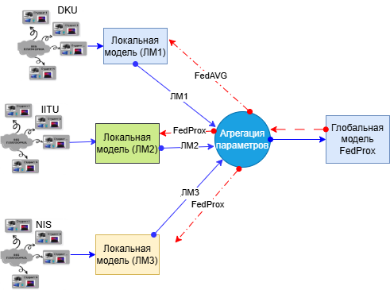 DKU
Локальная
модель (ЛМ1)
FedAVG
ЛМ1
IITU
Локальная
модель (ЛМ2)
FedProx
ЛМ2
Агрегация
параметров
Глобальная
модель
FedProx
ЛМ3
FedProx
NIS
Локальная
модель (ЛМ3)